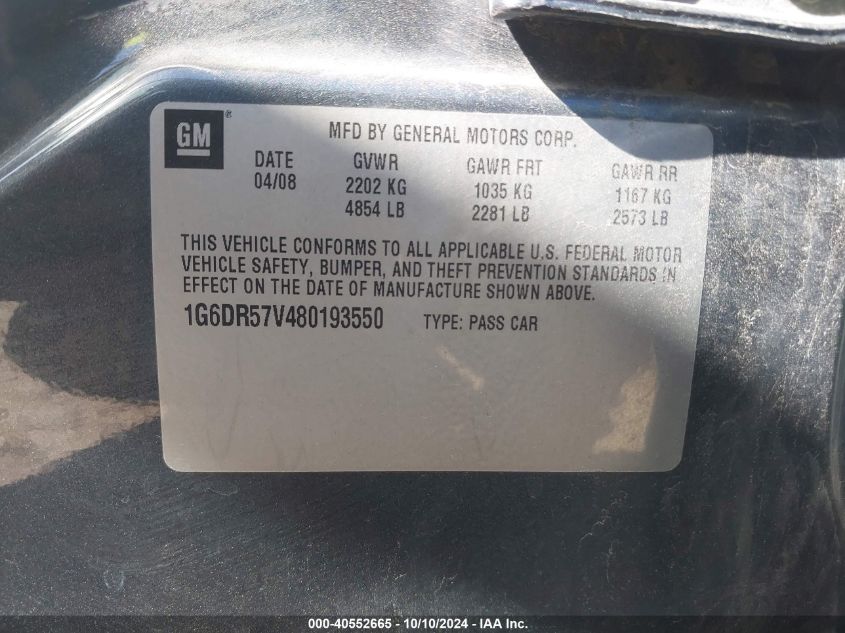 GM ®
MFD BY GENERAL MOTORS CORP.
DATE GVWR GAWR FRT GAWR RR
04/08 2202 KG 1035 KG 1167 KG
4854 LB 2281 LB 2573 LB
THIS VEHICLE CONFORMS TO ALL APPLICABLE U.S. FEDERAL MOTOR
VEHICLE SAFETY, BUMPER, AND THEFT PREVENTION STANDARDS IN
EFFECT ON THE DATE OF MANUFACTURE SHOWN ABOVE.
1G6DR57V480193550 TYPE: PASS CAR
000-40552665 - 10/10/2024 - IAA Inc.